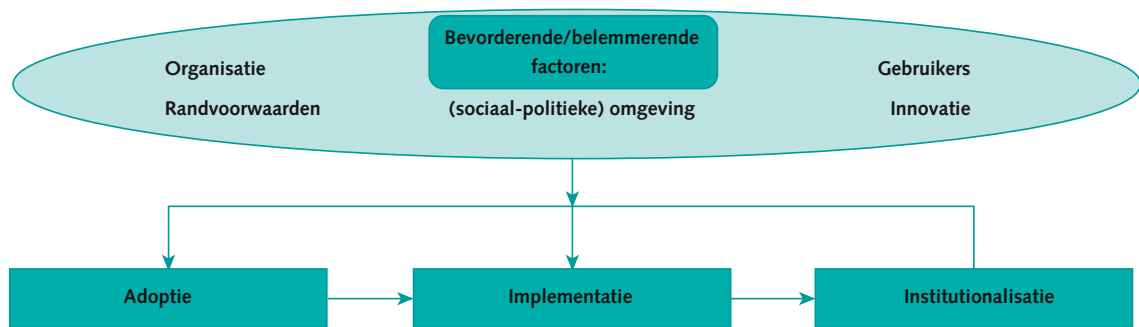 Bevorderende/belemmerende
factoren:
Organisatie
Gebruikers
Randvoorwaarden
(sociaal-politieke) omgeving
Innovatie
Adoptie
Implementatie
Institutionalisatie